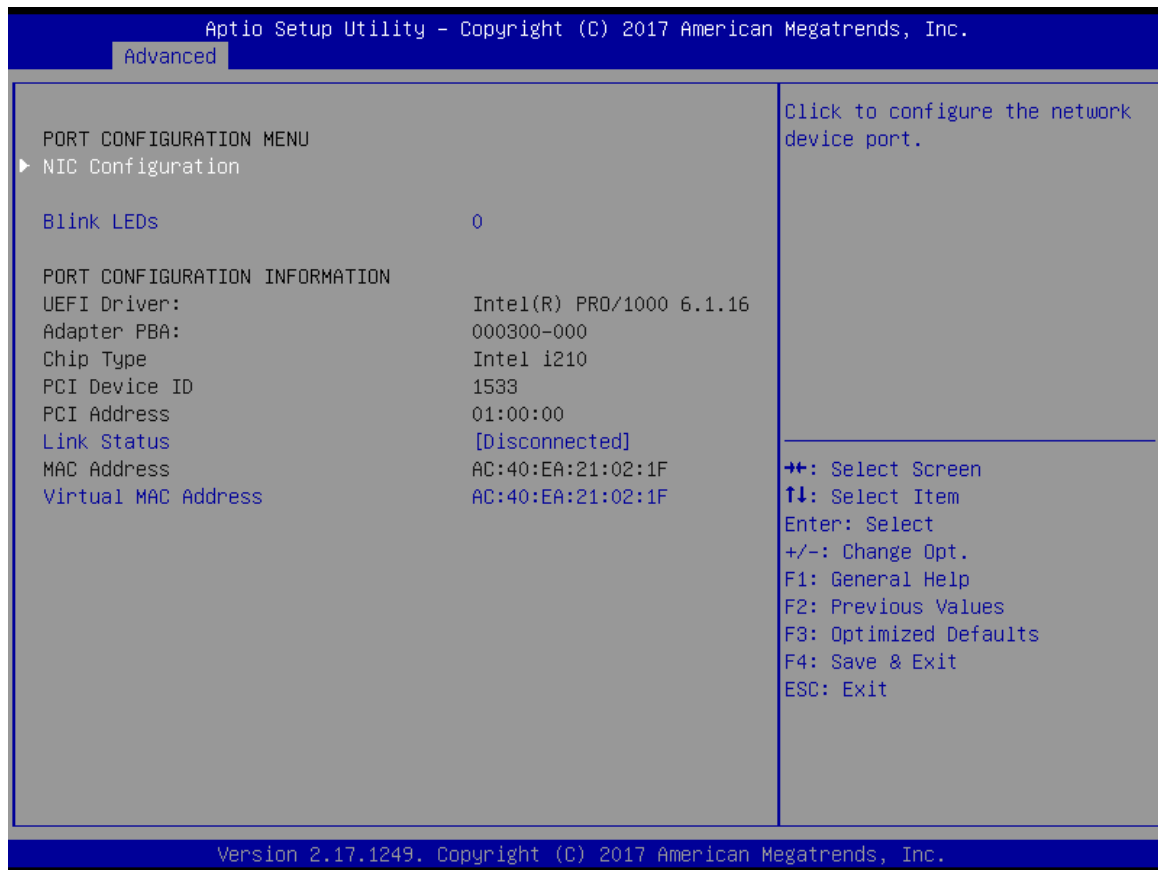 Aptio Setup Utility – Copyright (C) 2017 American Megatrends, Inc.
Advanced
PORT CONFIGURATION MENU
▶ NIC Configuration
Blink LEDs 0
PORT CONFIGURATION INFORMATION
UEFI Driver: Intel(R) PRO/1000 6.1.16
Adapter PBA: 000300-000
Chip Type Intel i210
PCI Device ID 1533
PCI Address 01:00:00
Link Status [Disconnected]
MAC Address AC:40:EA:21:02:1F
Virtual MAC Address AC:40:EA:21:02:1F
Click to configure the network
device port.
→←: Select Screen
↑↓: Select Item
Enter: Select
+/-: Change Opt.
F1: General Help
F2: Previous Values
F3: Optimized Defaults
F4: Save & Exit
ESC: Exit
Version 2.17.1249. Copyright (C) 2017 American Megatrends, Inc.